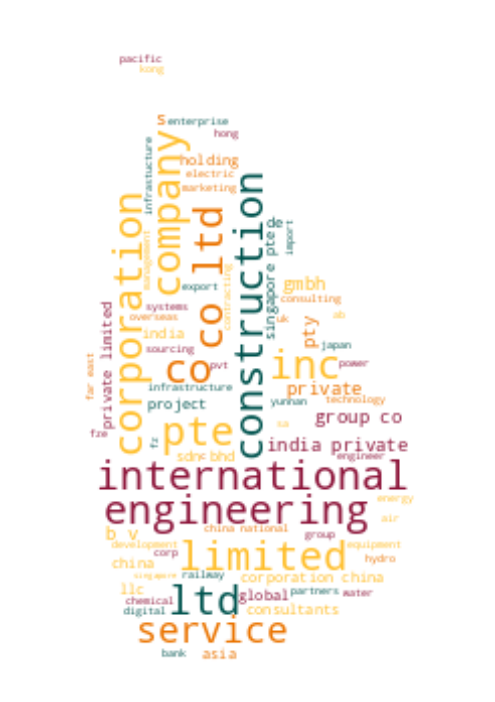 pacific
kong
s enterprise
hong
company
infrastucture
holding
electric
marketing
construction
corporation
co ltd
management
singapore pte
de
import
contracting
export
gmbh
consulting
systems
overseas
private limited
uk
ab
pty
india
japan
sourcing
far east
co
pvt
inc
power
infrastructure
private
project
yunnan
technology
group co
fze
fz
pte
sa
india private
sdn
c
bhd
engineer
international
energy
engineering
air
b v
china national
group
development
corp
limited
equipment
china
hydro
singapore
railway
corporation china
llc
ltd
global
partners
water
chemical
digital
consultants
service
bank
asia